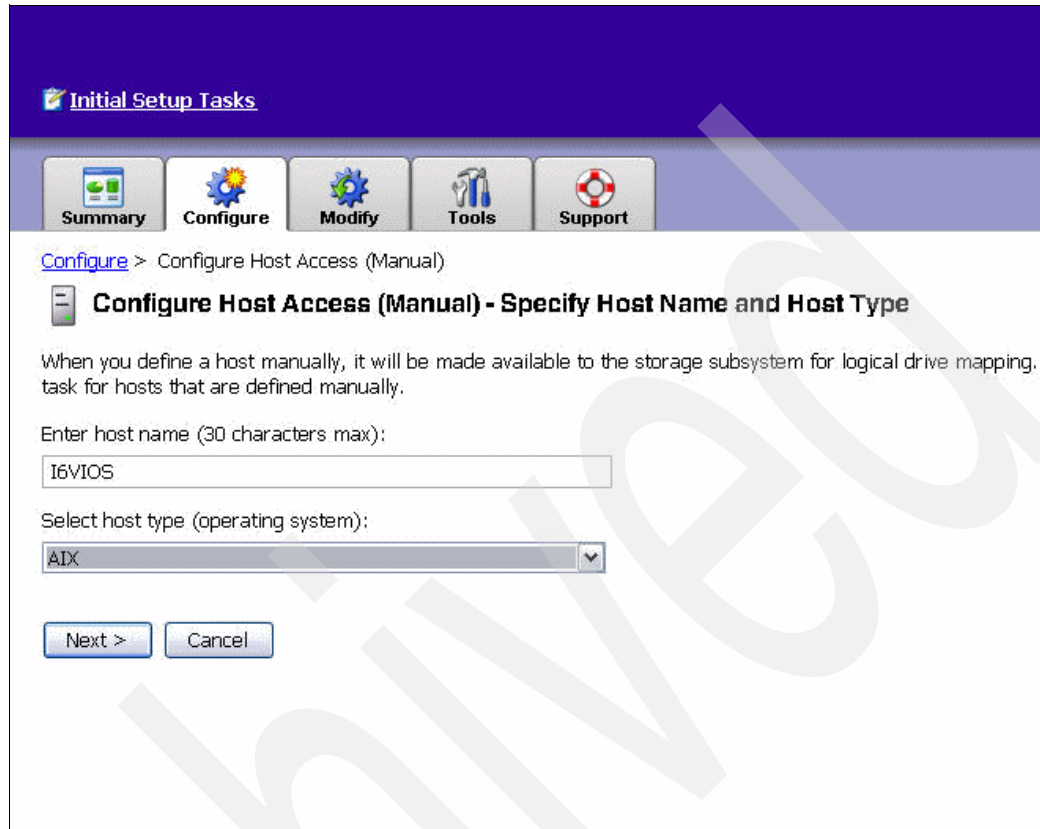 Initial Setup Tasks
Summary
Configure
Modify
Tools
Support
Configure > Configure Host Access (Manual)
Configure Host Access (Manual) - Specify Host Name and Host Type
When you define a host manually, it will be made available to the storage subsystem for logical drive mapping.
task for hosts that are defined manually.
Enter host name (30 characters max):
I6VIOS
Select host type (operating system):
AIX
Next >
Cancel
hived